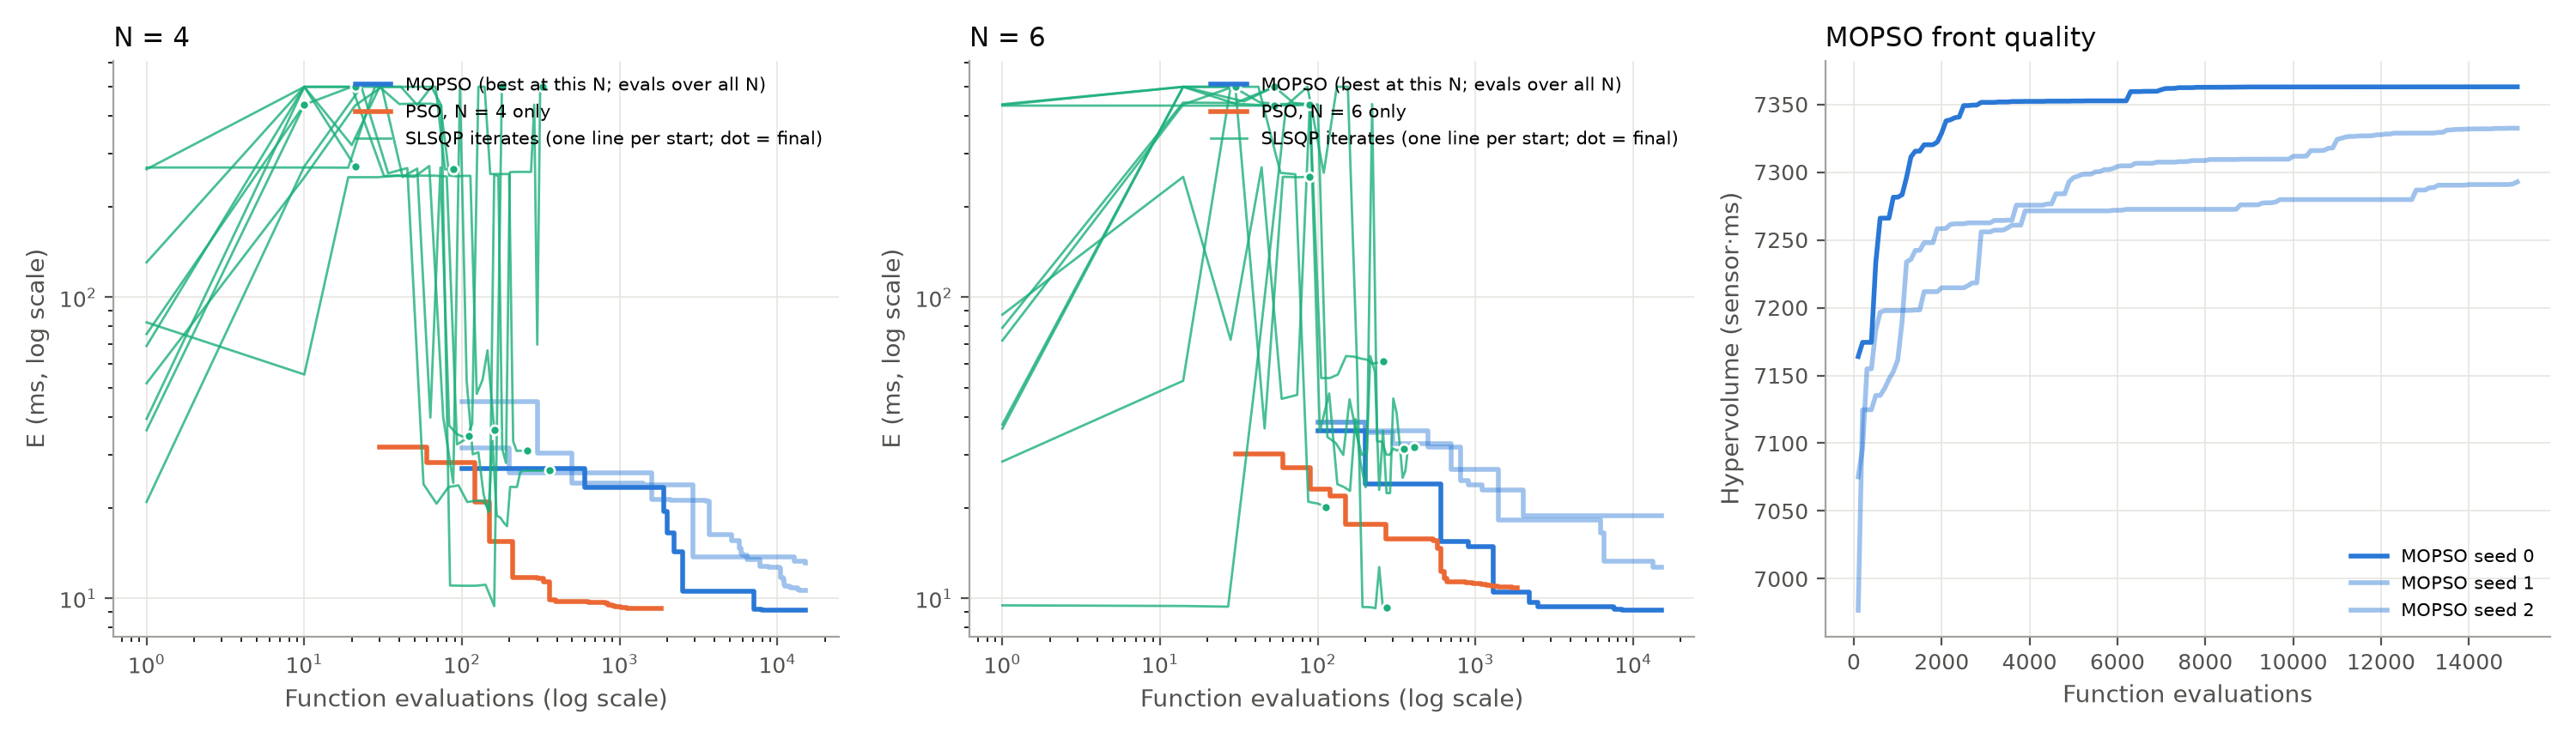 N = 4
MOPSO (best at this N; evals over all N)
PSO, N = 4 only
SLSQP iterates (one line per start; dot = final)
E (ms, log scale)
10²
10¹
10⁰ 10¹ 10² 10³ 10⁴
Function evaluations (log scale)
N = 6
MOPSO (best at this N; evals over all N)
PSO, N = 6 only
SLSQP iterates (one line per start; dot = final)
E (ms, log scale)
10²
10¹
10⁰ 10¹ 10² 10³ 10⁴
Function evaluations (log scale)
MOPSO front quality
Hypervolume (sensor·ms)
7350
7300
7250
7200
7150
7100
7050
7000
MOPSO seed 0
MOPSO seed 1
MOPSO seed 2
0 2000 4000 6000 8000 10000 12000 14000
Function evaluations